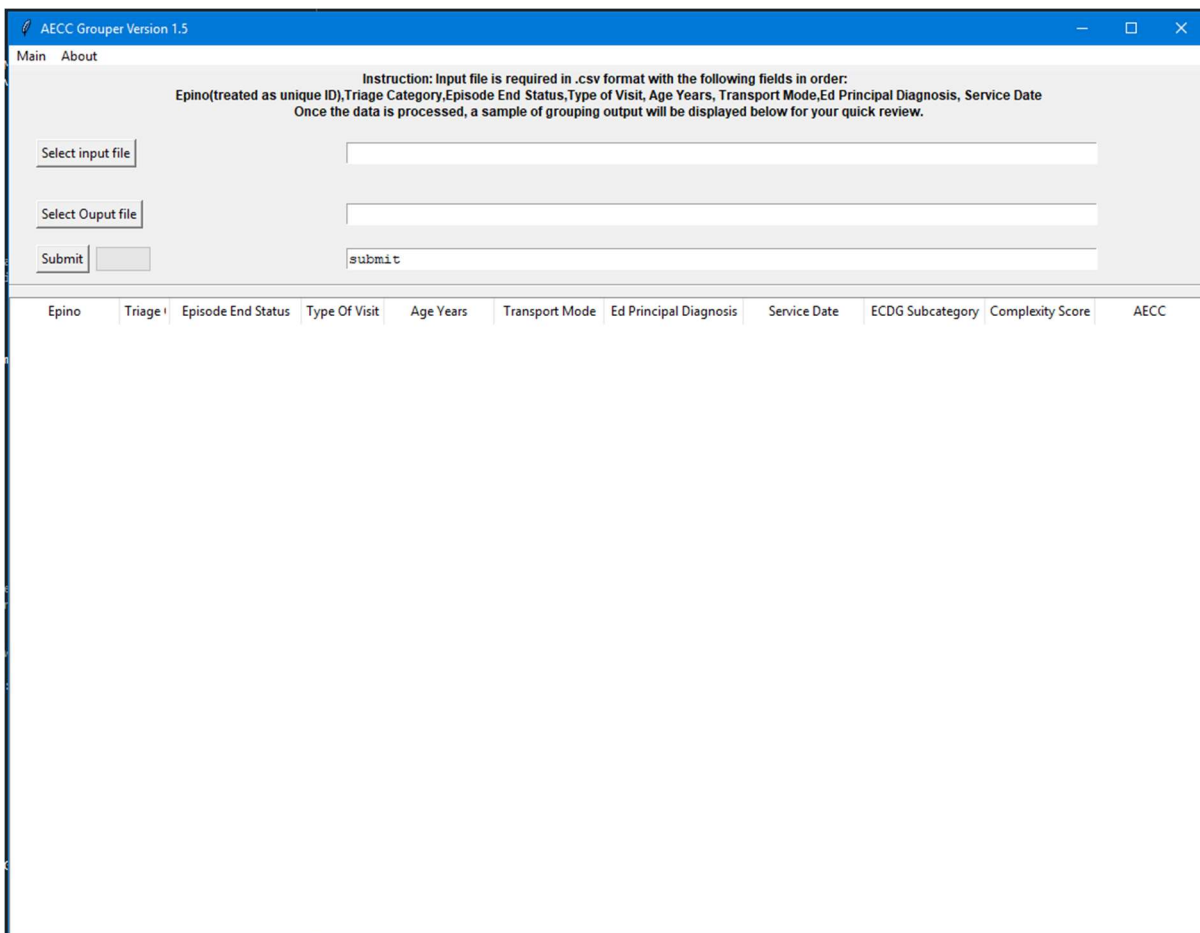 AECC Grouper Version 1.5
Main About
Instruction: Input file is required in .csv format with the following fields in order:
Epino(treated as unique ID),Triage Category,Episode End Status,Type of Visit, Age Years, Transport Mode,Ed Principal Diagnosis, Service Date
Once the data is processed, a sample of grouping output will be displayed below for your quick review.
Select input file
Select Ouput file
Submit submit
Epino Triage Episode End Status Type Of Visit Age Years Transport Mode Ed Principal Diagnosis Service Date ECDG Subcategory Complexity Score AECC